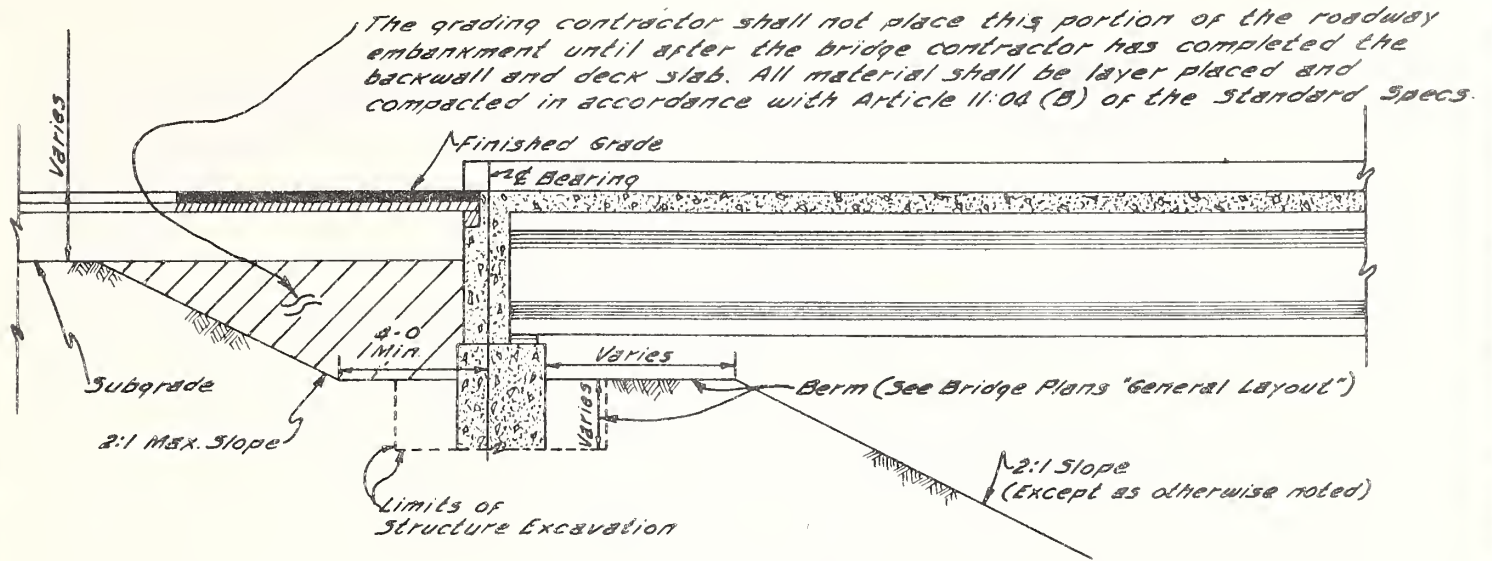 The grading contractor shall not place this portion of the roadway
embankment until after the bridge contractor has completed the
backwall and deck slab. All material shall be layer placed and
compacted in accordance with Article 11.04 (B) of the Standard Specs.
Varies
Finished Grade
℄ Bearing
4-0
Min.
Varies
Subgrade
Berm (See Bridge Plans "General Layout")
Varies
2:1 Max. Slope
2:1 Slope
(Except as otherwise noted)
Limits of
Structure Excavation